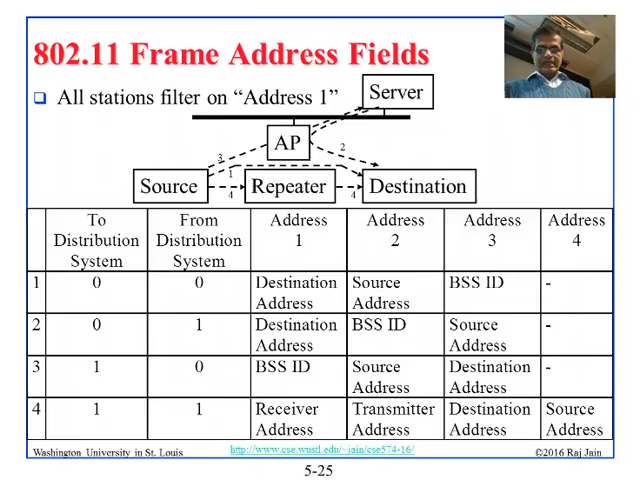 802.11 Frame Address Fields
All stations filter on “Address 1”
Server
AP
3
2
1
Source
4
Repeater
4
Destination
To Distribution System
From Distribution System
Address 1
Address 2
Address 3
Address 4
1
0
0
Destination Address
Source Address
BSS ID
-
2
0
1
Destination Address
BSS ID
Source Address
-
3
1
0
BSS ID
Source Address
Destination Address
-
4
1
1
Receiver Address
Transmitter Address
Destination Address
Source Address
Washington University in St. Louis
http://www.cse.wustl.edu/~jain/cse574-16/
©2016 Raj Jain
5-25